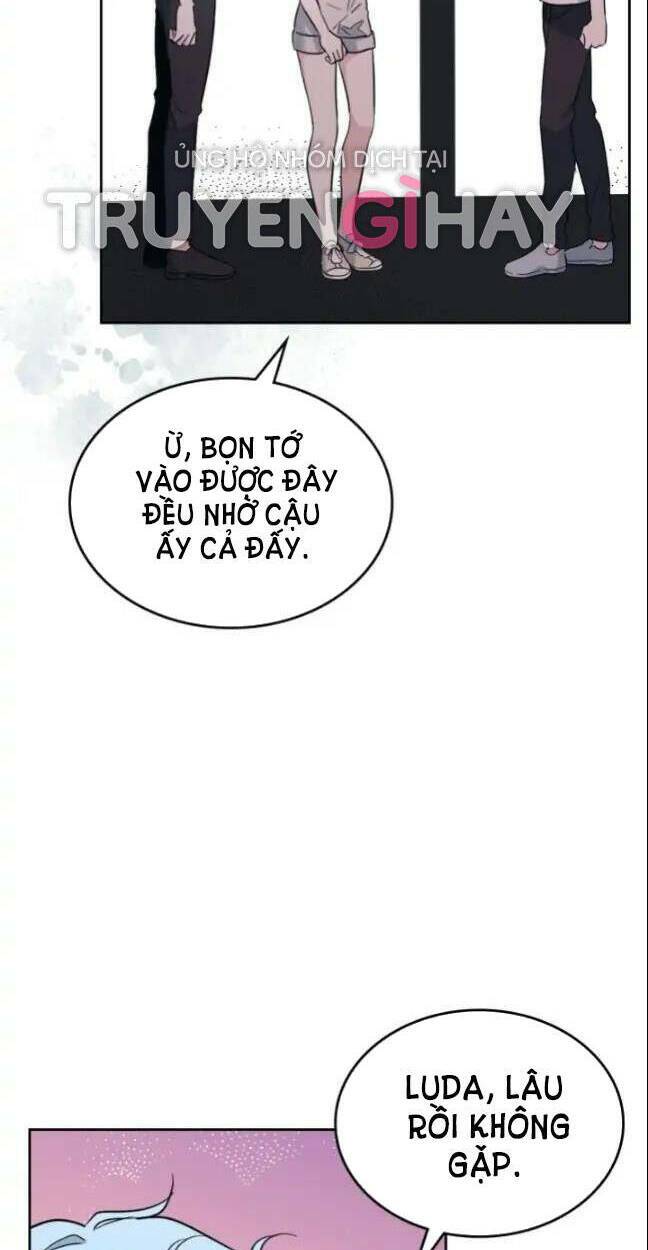 ỦNG HỘ NHÓM DỊCH TẠI
TRUYENGÌHAY
Ừ, BỌN TỚ
VÀO ĐƯỢC ĐÂY
ĐỀU NHỜ CẬU
ẤY CẢ ĐẤY.
LUDA, LÂU
RỒI KHÔNG
GẶP.